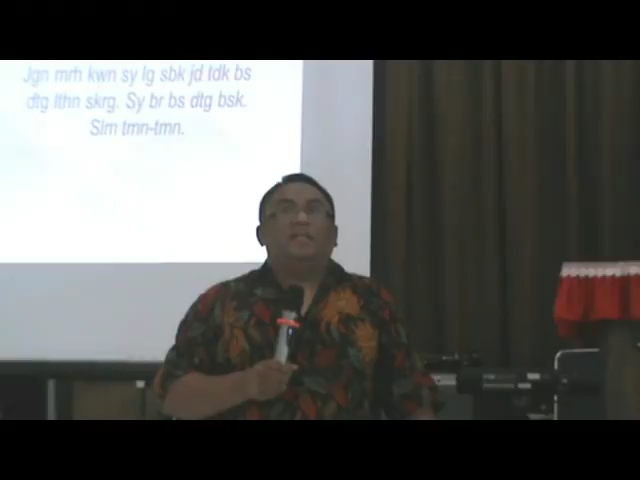 Jgn mrh kwn sy lg sbk jd tdk bs
dtg lthn skrg. Sy br bs dtg bsk.
Slm tmn-tmn.